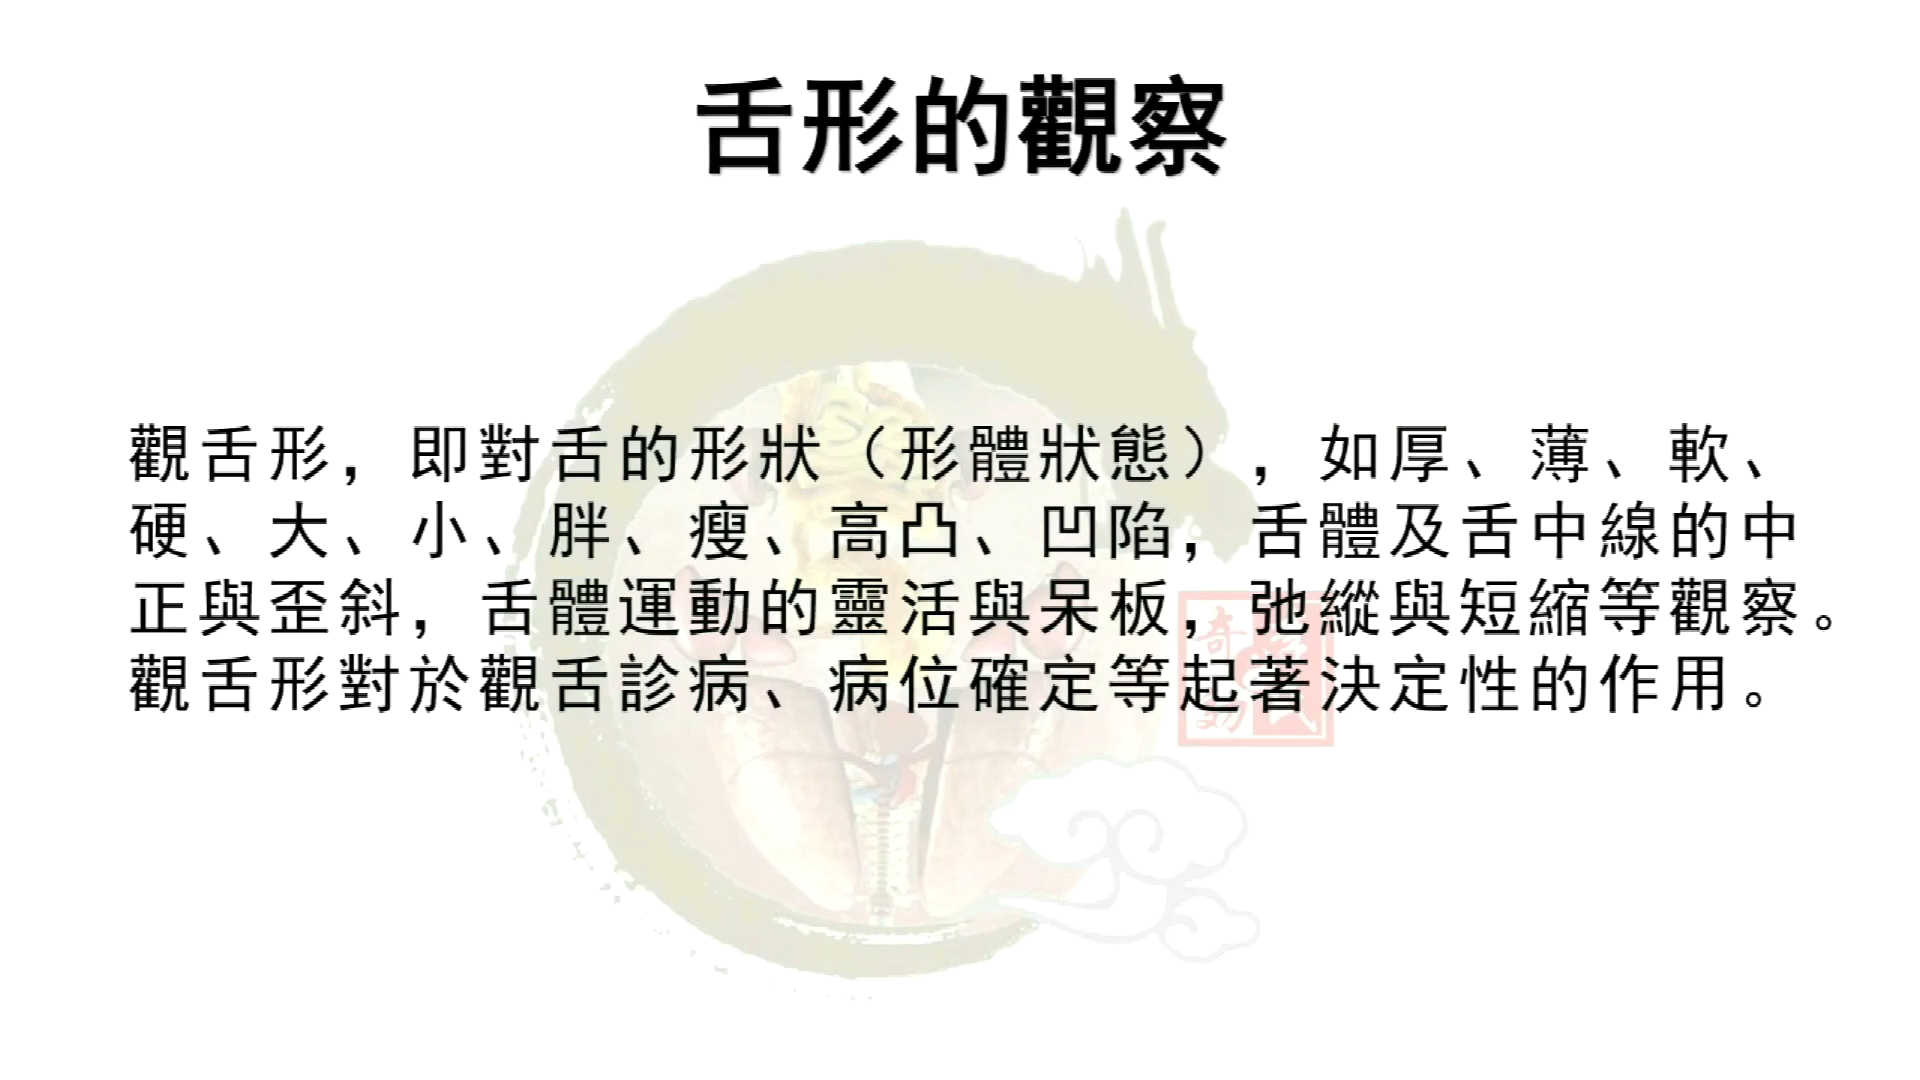 舌形的觀察
觀舌形，即對舌的形狀（形體狀態），如厚、薄、軟、
硬、大、小、胖、瘦、高凸、凹陷，舌體及舌中線的中
正與歪斜，舌體運動的靈活與呆板，弛縱與短縮等觀察。
觀舌形對於觀舌診病、病位確定等起著決定性的作用。